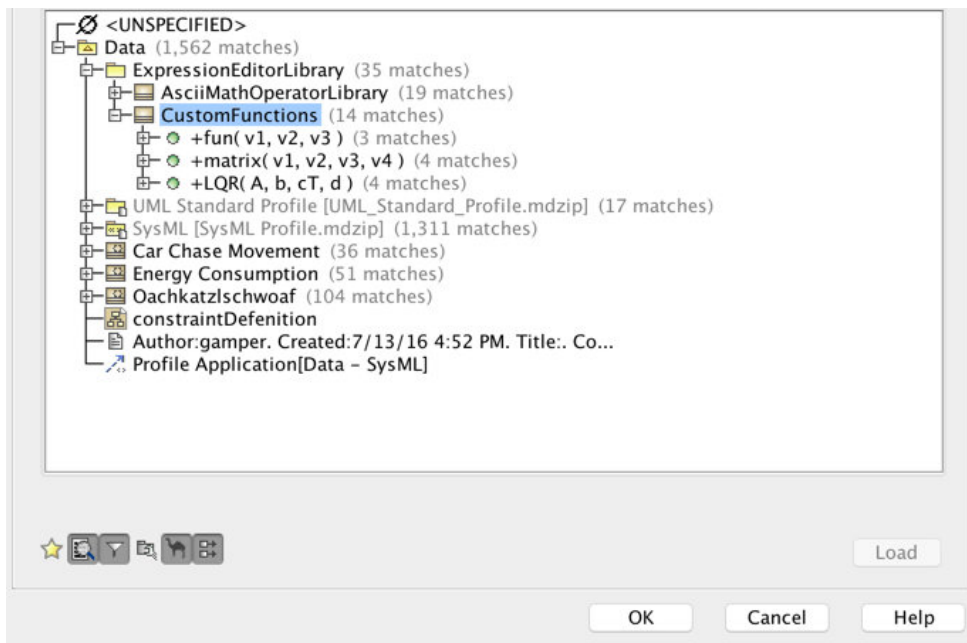 <UNSPECIFIED>
Data (1,562 matches)
ExpressionEditorLibrary (35 matches)
AsciiMathOperatorLibrary (19 matches)
CustomFunctions (14 matches)
+fun( v1, v2, v3 ) (3 matches)
+matrix( v1, v2, v3, v4 ) (4 matches)
+LQR( A, b, cT, d ) (4 matches)
UML Standard Profile [UML_Standard_Profile.mdzip] (17 matches)
SysML [SysML Profile.mdzip] (1,311 matches)
Car Chase Movement (36 matches)
Energy Consumption (51 matches)
Oachkatzlschwoaf (104 matches)
constraintDefenition
Author:gamper. Created:7/13/16 4:52 PM. Title:. Co...
Profile Application[Data – SysML]
Load
OK Cancel Help